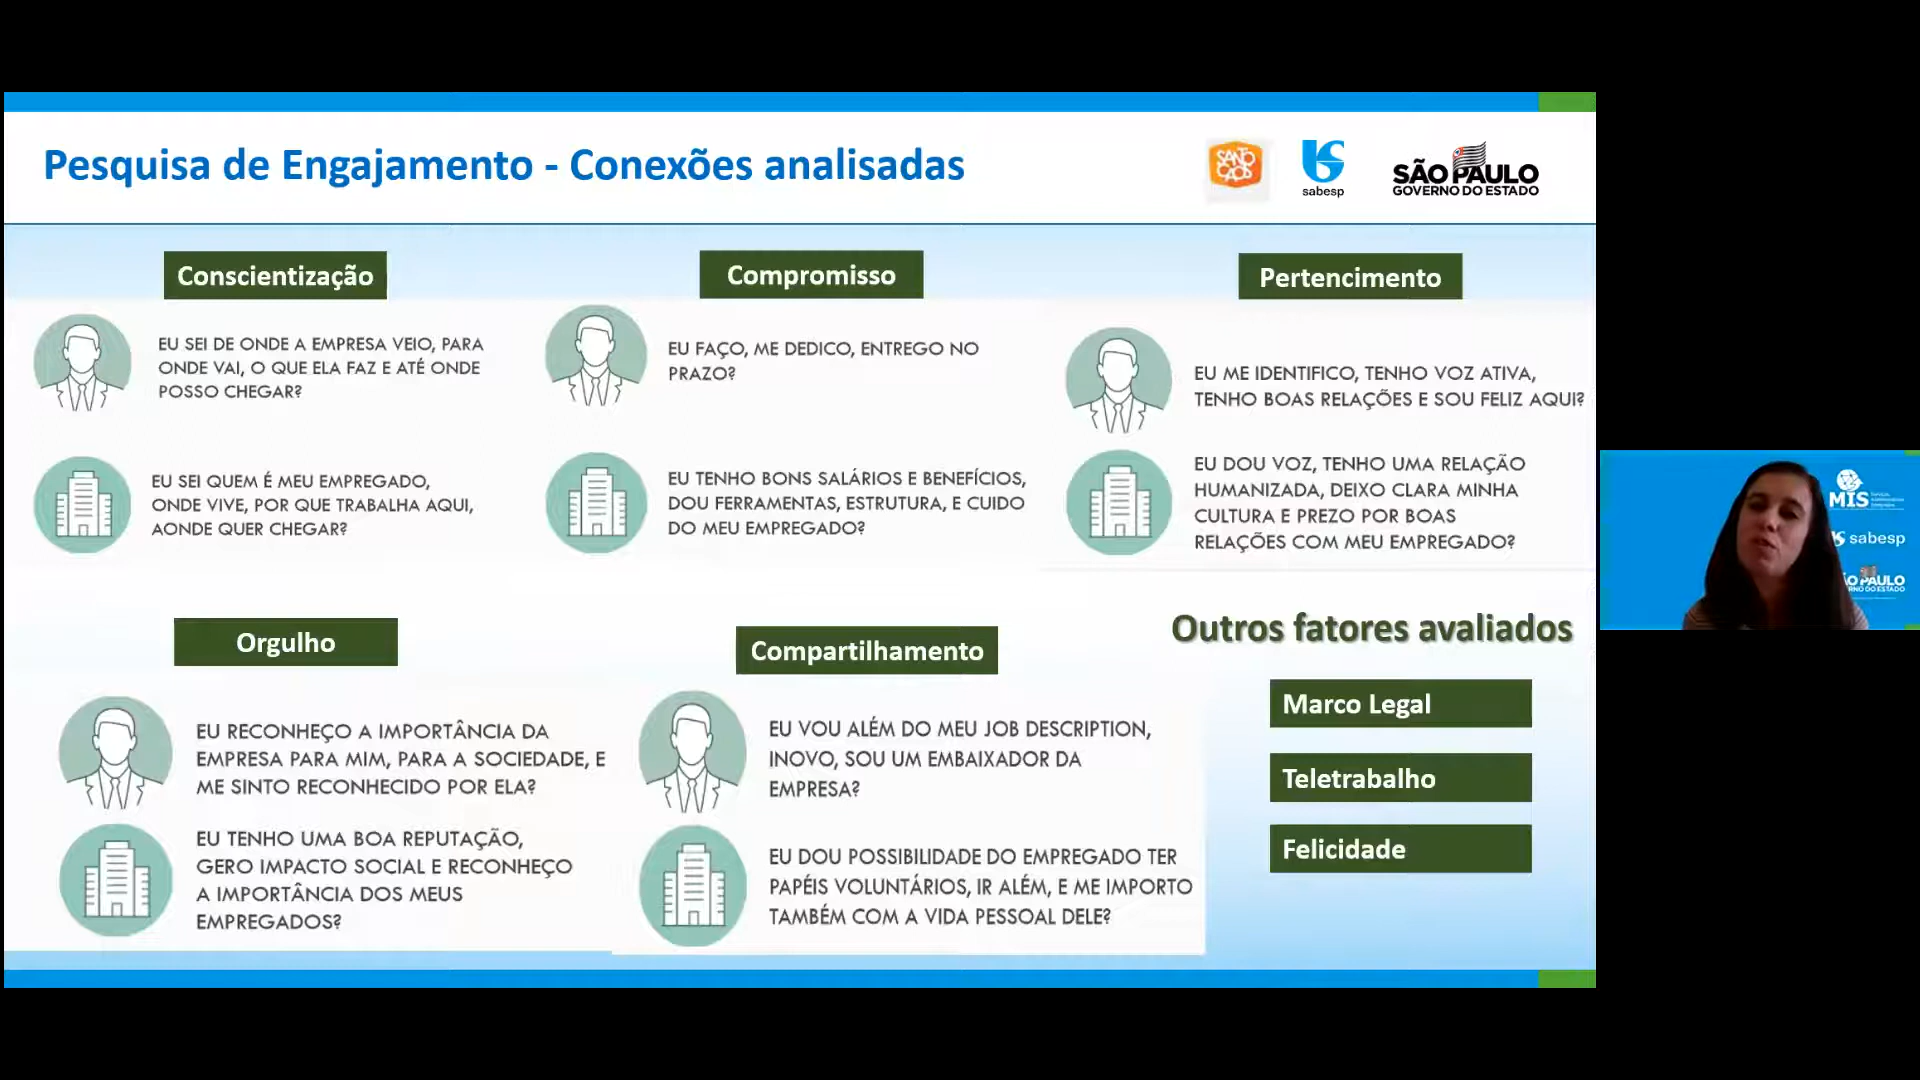 Pesquisa de Engajamento - Conexões analisadas
SANTO
CAOS
sabesp
SÃO PAULO
GOVERNO DO ESTADO
Conscientização
EU SEI DE ONDE A EMPRESA VEIO, PARA
ONDE VAI, O QUE ELA FAZ E ATÉ ONDE
POSSO CHEGAR?
EU SEI QUEM É MEU EMPREGADO,
ONDE VIVE, POR QUE TRABALHA AQUI,
AONDE QUER CHEGAR?
Compromisso
EU FAÇO, ME DEDICO, ENTREGO NO
PRAZO?
EU TENHO BONS SALÁRIOS E BENEFÍCIOS,
DOU FERRAMENTAS, ESTRUTURA, E CUIDO
DO MEU EMPREGADO?
Pertencimento
EU ME IDENTIFICO, TENHO VOZ ATIVA,
TENHO BOAS RELAÇÕES E SOU FELIZ AQUI?
EU DOU VOZ, TENHO UMA RELAÇÃO
HUMANIZADA, DEIXO CLARA MINHA
CULTURA E PREZO POR BOAS
RELAÇÕES COM MEU EMPREGADO?
Orgulho
EU RECONHEÇO A IMPORTÂNCIA DA
EMPRESA PARA MIM, PARA A SOCIEDADE, E
ME SINTO RECONHECIDO POR ELA?
EU TENHO UMA BOA REPUTAÇÃO,
GERO IMPACTO SOCIAL E RECONHEÇO
A IMPORTÂNCIA DOS MEUS
EMPREGADOS?
Compartilhamento
EU VOU ALÉM DO MEU JOB DESCRIPTION,
INOVO, SOU UM EMBAIXADOR DA
EMPRESA?
EU DOU POSSIBILIDADE DO EMPREGADO TER
PAPÉIS VOLUNTÁRIOS, IR ALÉM, E ME IMPORTO
TAMBÉM COM A VIDA PESSOAL DELE?
Outros fatores avaliados
Marco Legal
Teletrabalho
Felicidade
MIS
sabesp
O PAULO
RNO DO ESTADO